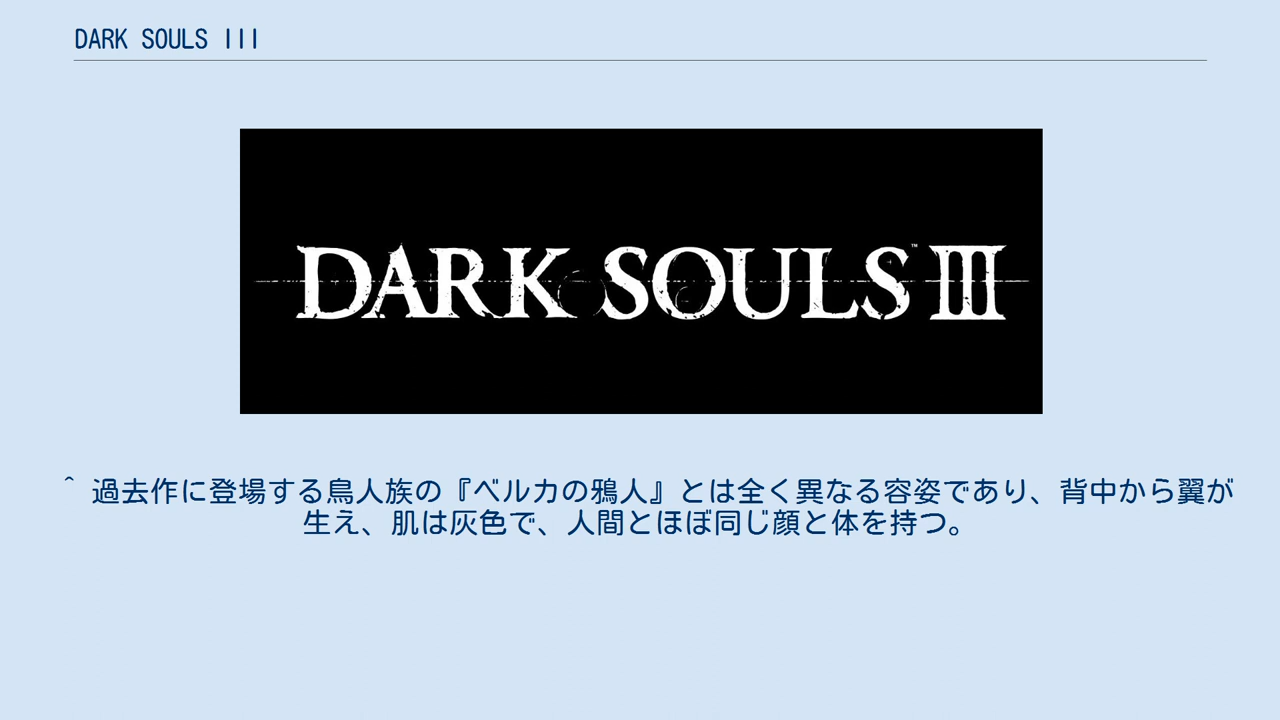 DARK SOULS III
DARK SOULS™ III
^ 過去作に登場する鳥人族の『ベルカの鴉人』とは全く異なる容姿であり、背中から翼が
生え、肌は灰色で、人間とほぼ同じ顔と体を持つ。